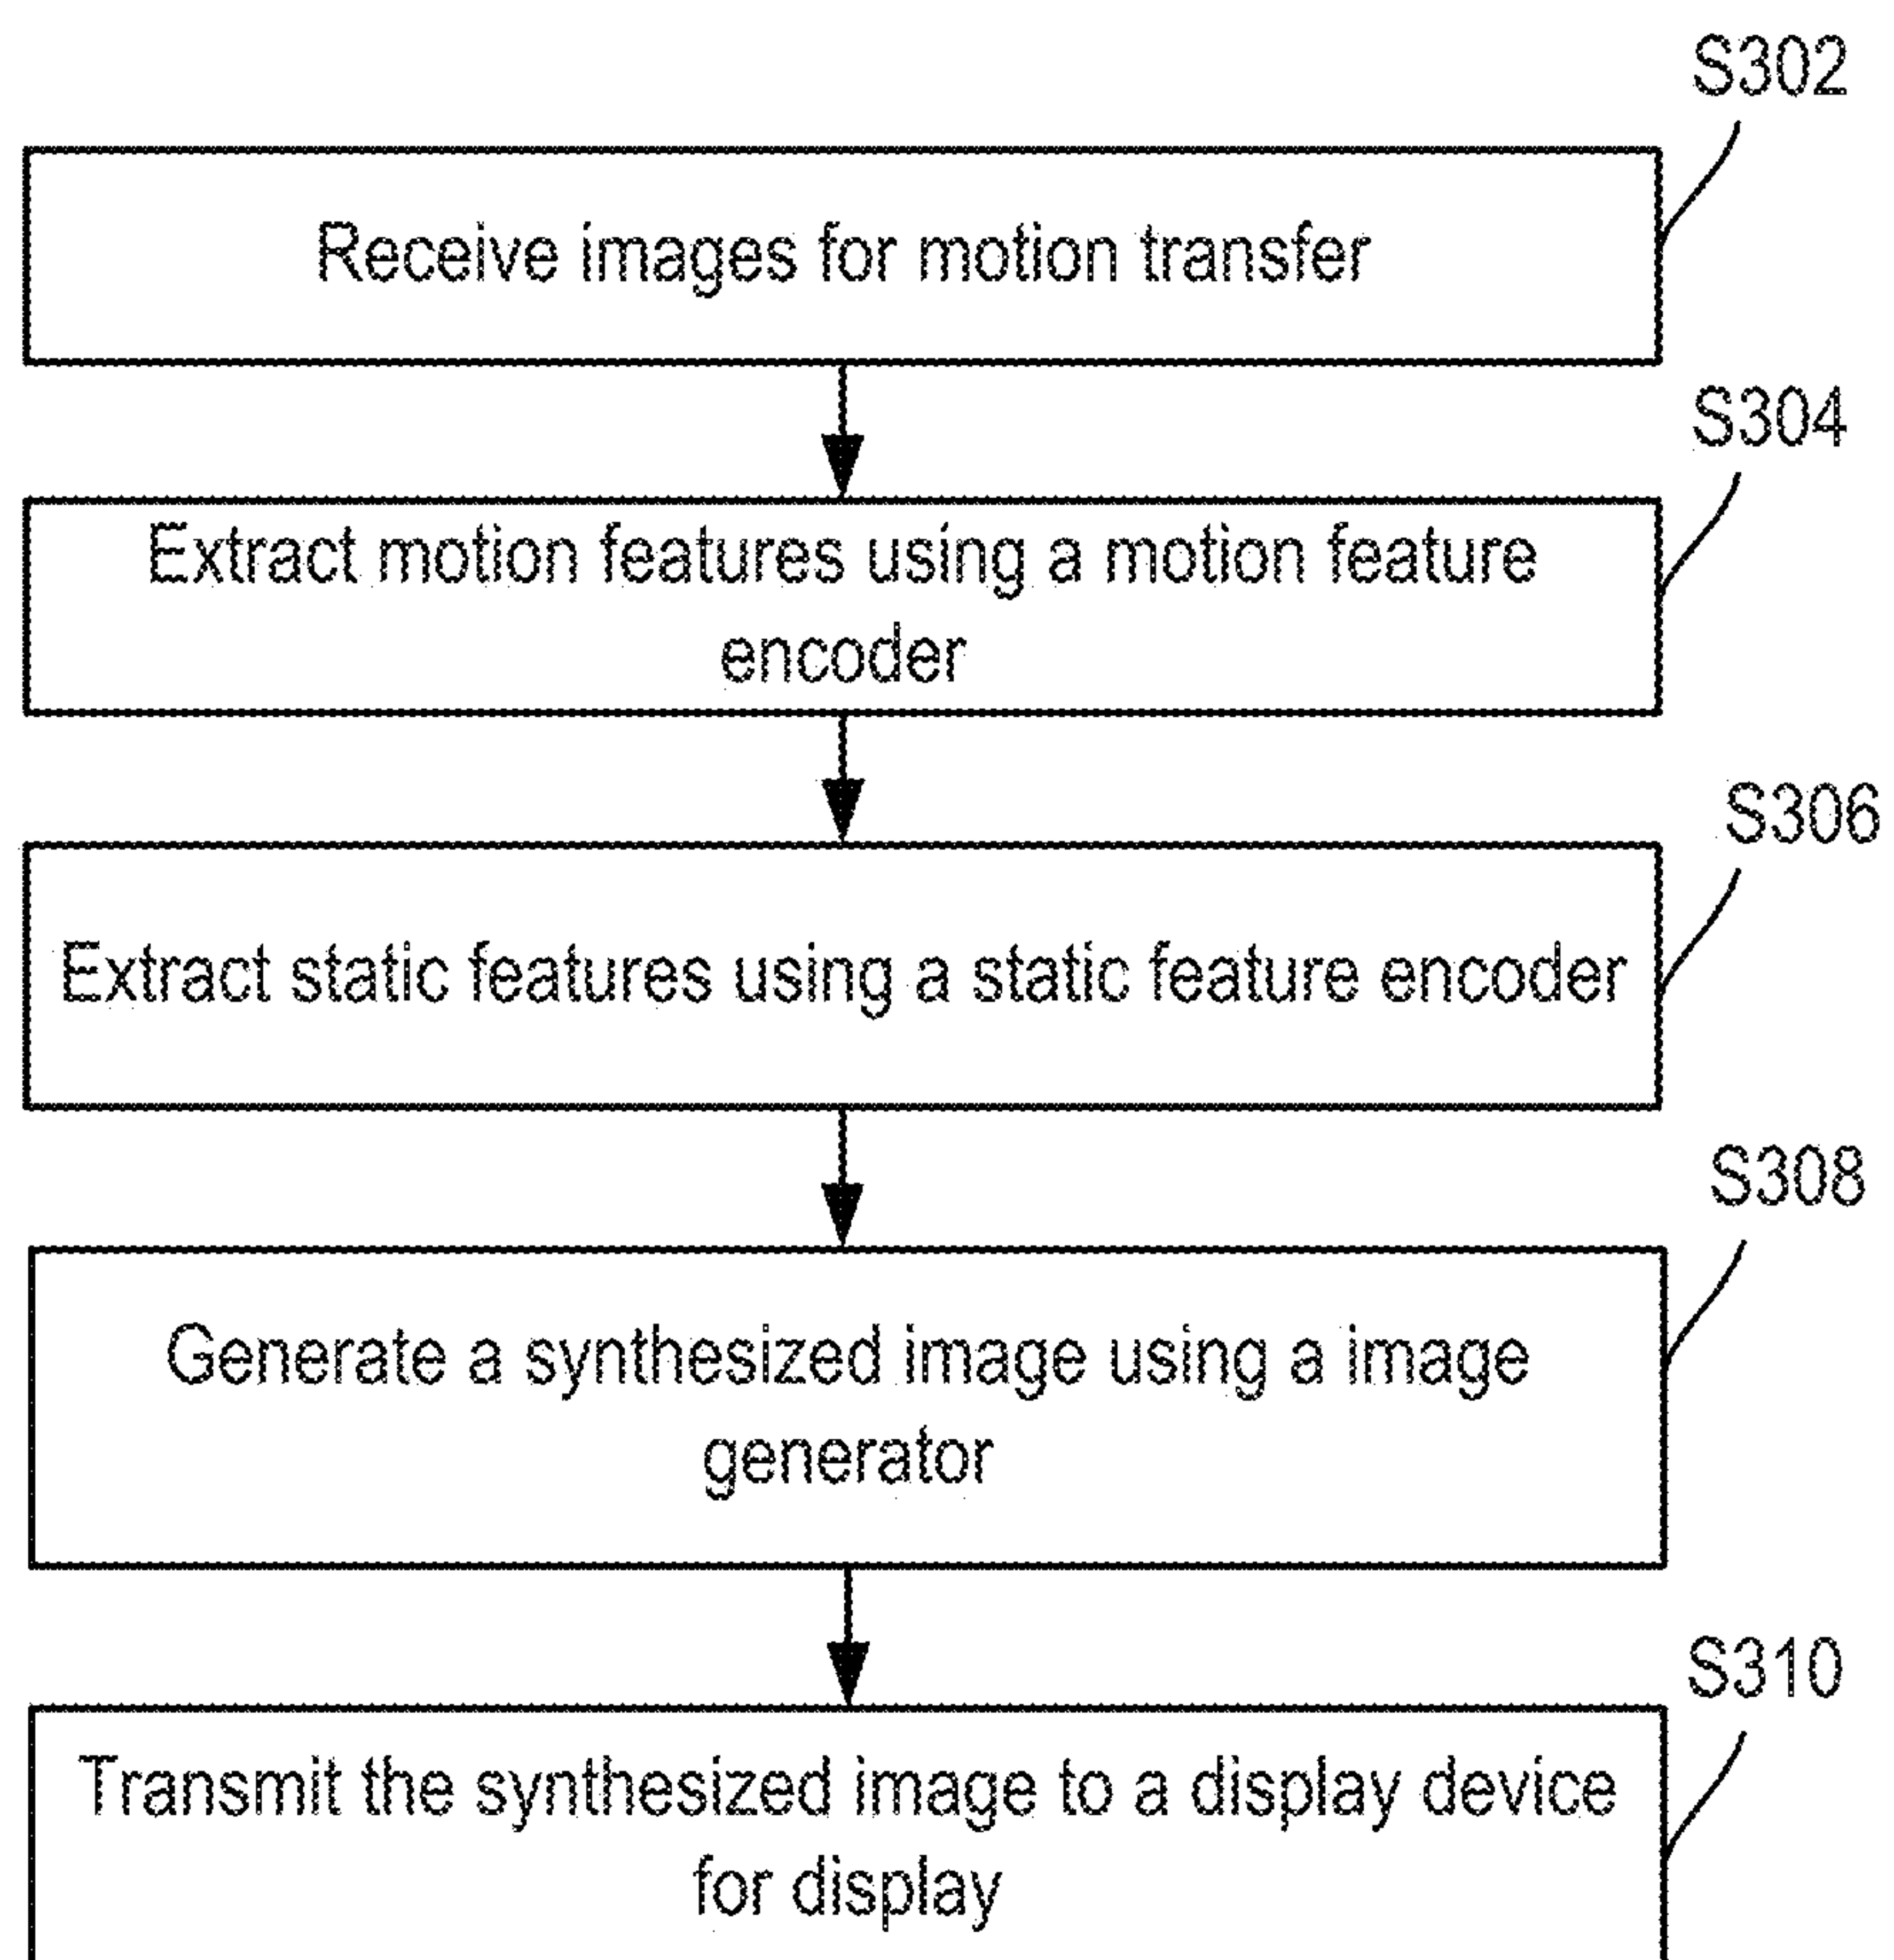 S302
Receive images for motion transfer
S304
Extract motion features using a motion feature
encoder
S306
Extract static features using a static feature encoder
S308
Generate a synthesized image using a image
generator
S310
Transmit the synthesized image to a display device
for display